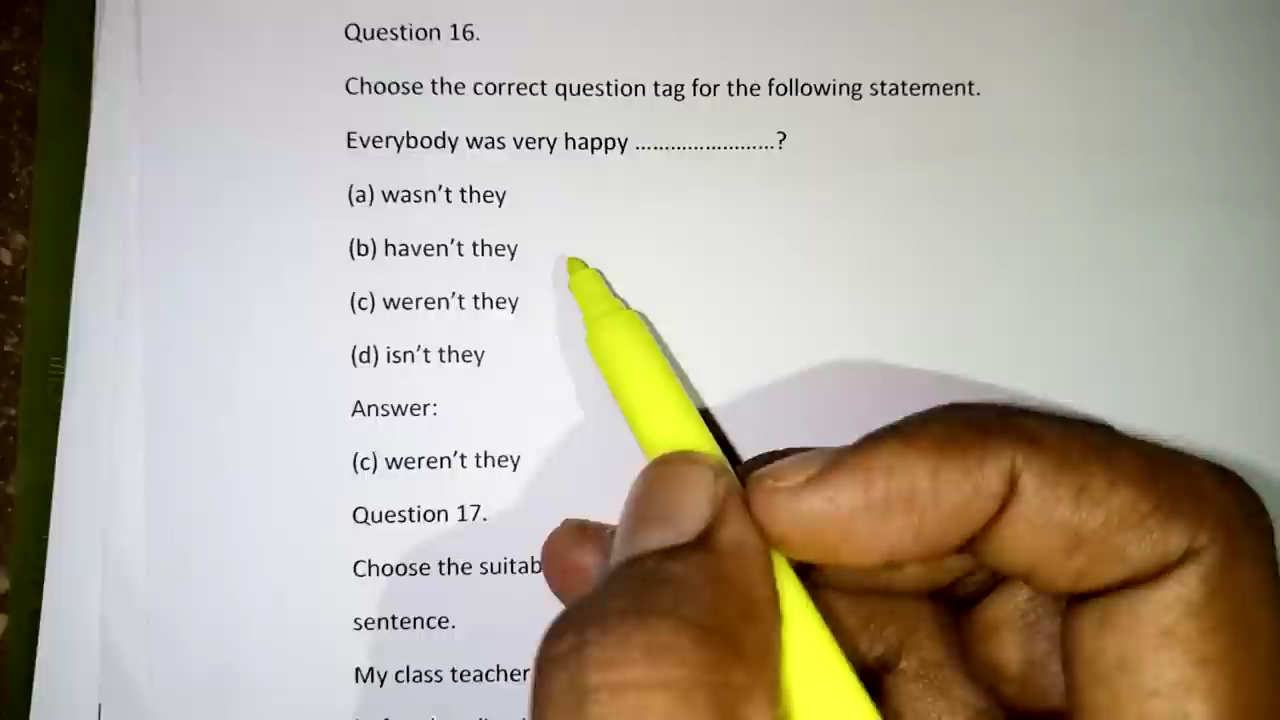 Question 16.
Choose the correct question tag for the following statement.
Everybody was very happy ........................?
(a) wasn’t they
(b) haven’t they
(c) weren’t they
(d) isn’t they
Answer:
(c) weren’t they
Question 17.
Choose the
sentence.
My class teacher